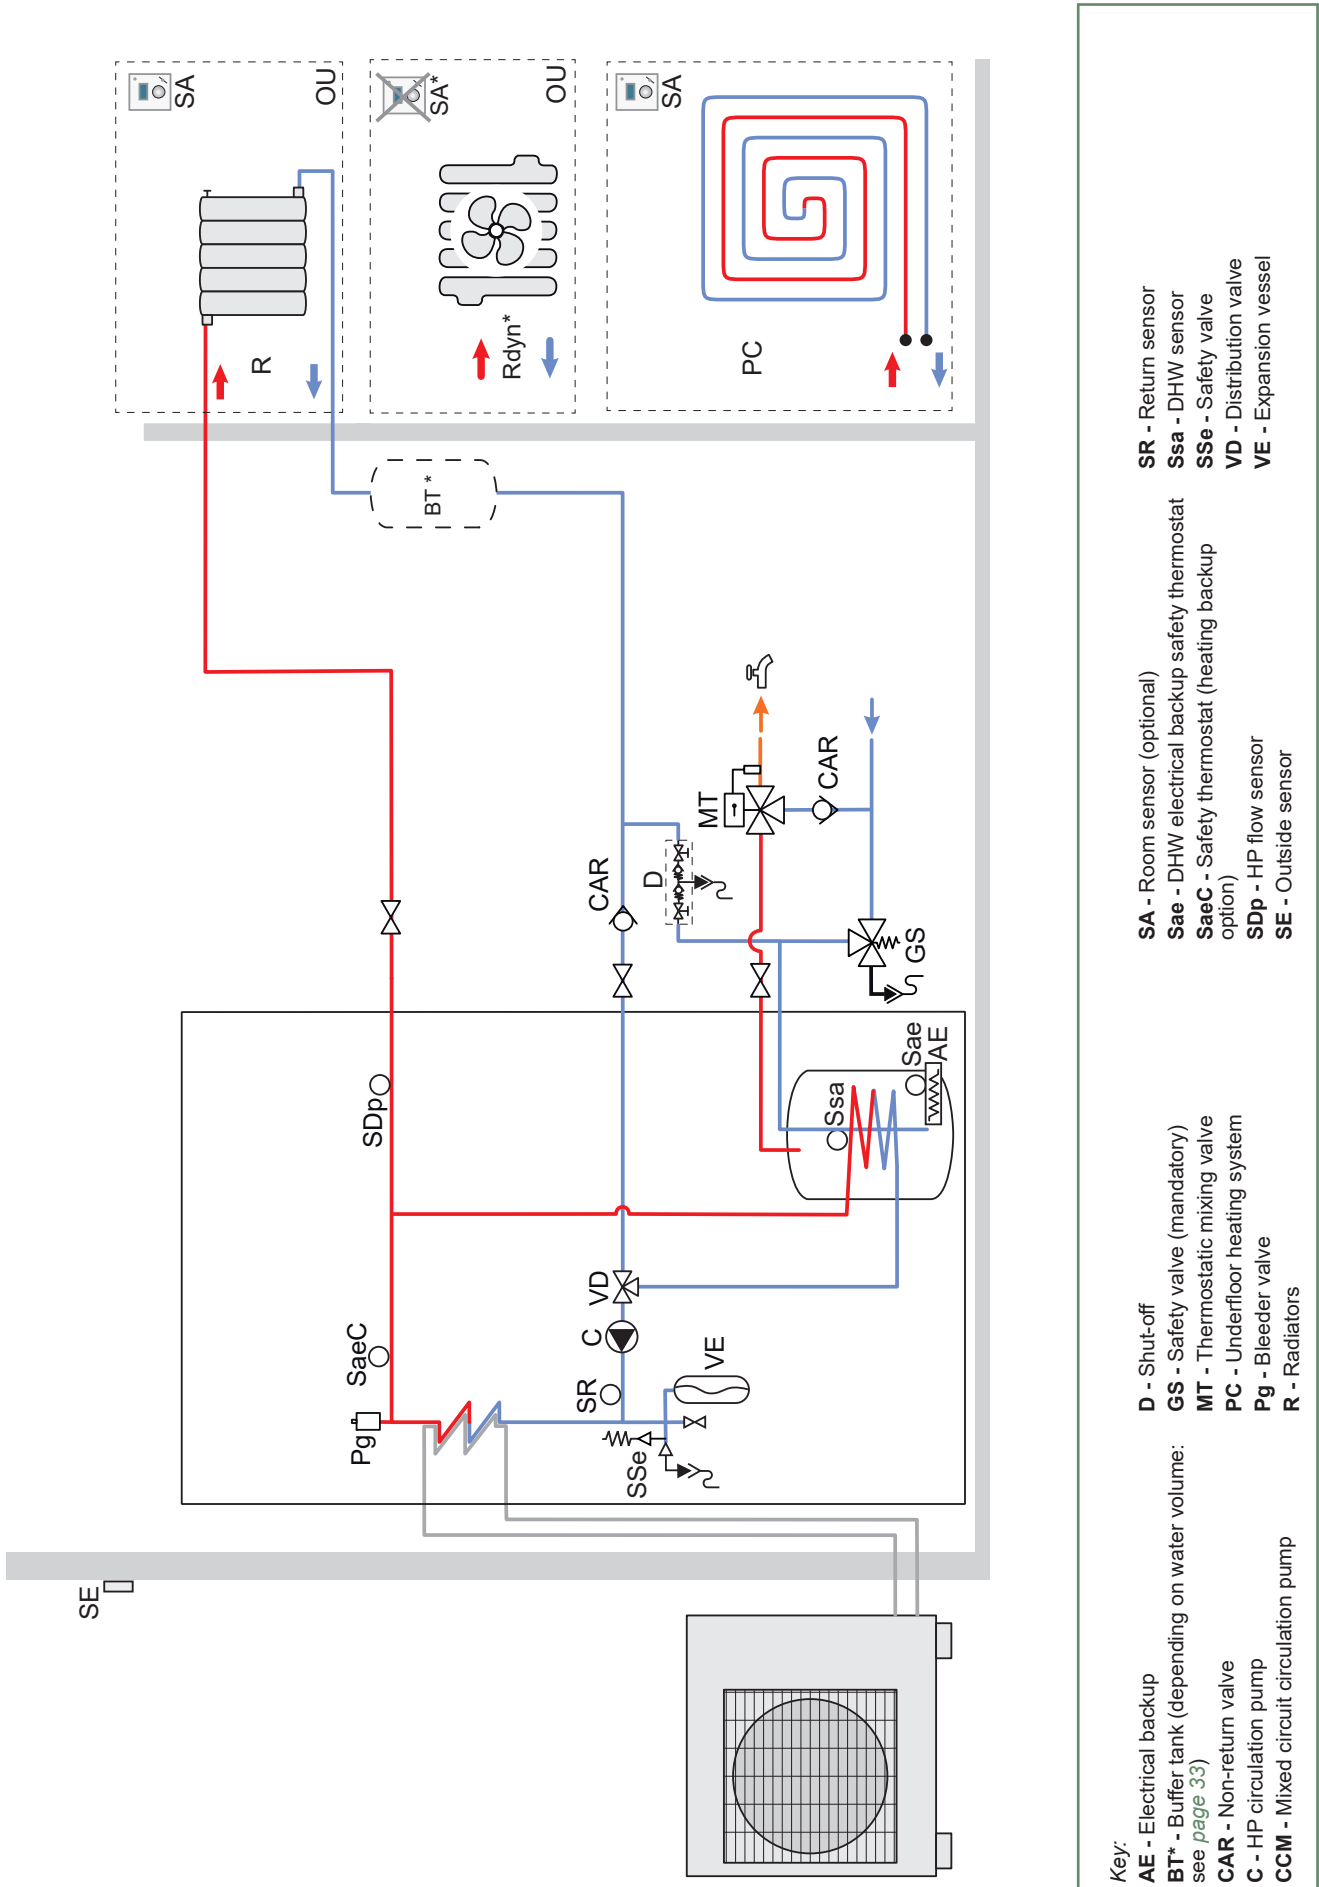 SE
Pg
SaeC
SDp
SR
C
VD
SSe
VE
Ssa
Sae
AE
CAR
D
MT
CAR
GS
BT *
R
SA
OU
Rdyn*
SA*
OU
PC
SA
Key:
AE - Electrical backup
BT* - Buffer tank (depending on water volume:
see page 33)
CAR - Non-return valve
C - HP circulation pump
CCM - Mixed circuit circulation pump
D - Shut-off
GS - Safety valve (mandatory)
MT - Thermostatic mixing valve
PC - Underfloor heating system
Pg - Bleeder valve
R - Radiators
SA - Room sensor (optional)
Sae - DHW electrical backup safety thermostat
SaeC - Safety thermostat (heating backup
option)
SDp - HP flow sensor
SE - Outside sensor
SR - Return sensor
Ssa - DHW sensor
SSe - Safety valve
VD - Distribution valve
VE - Expansion vessel